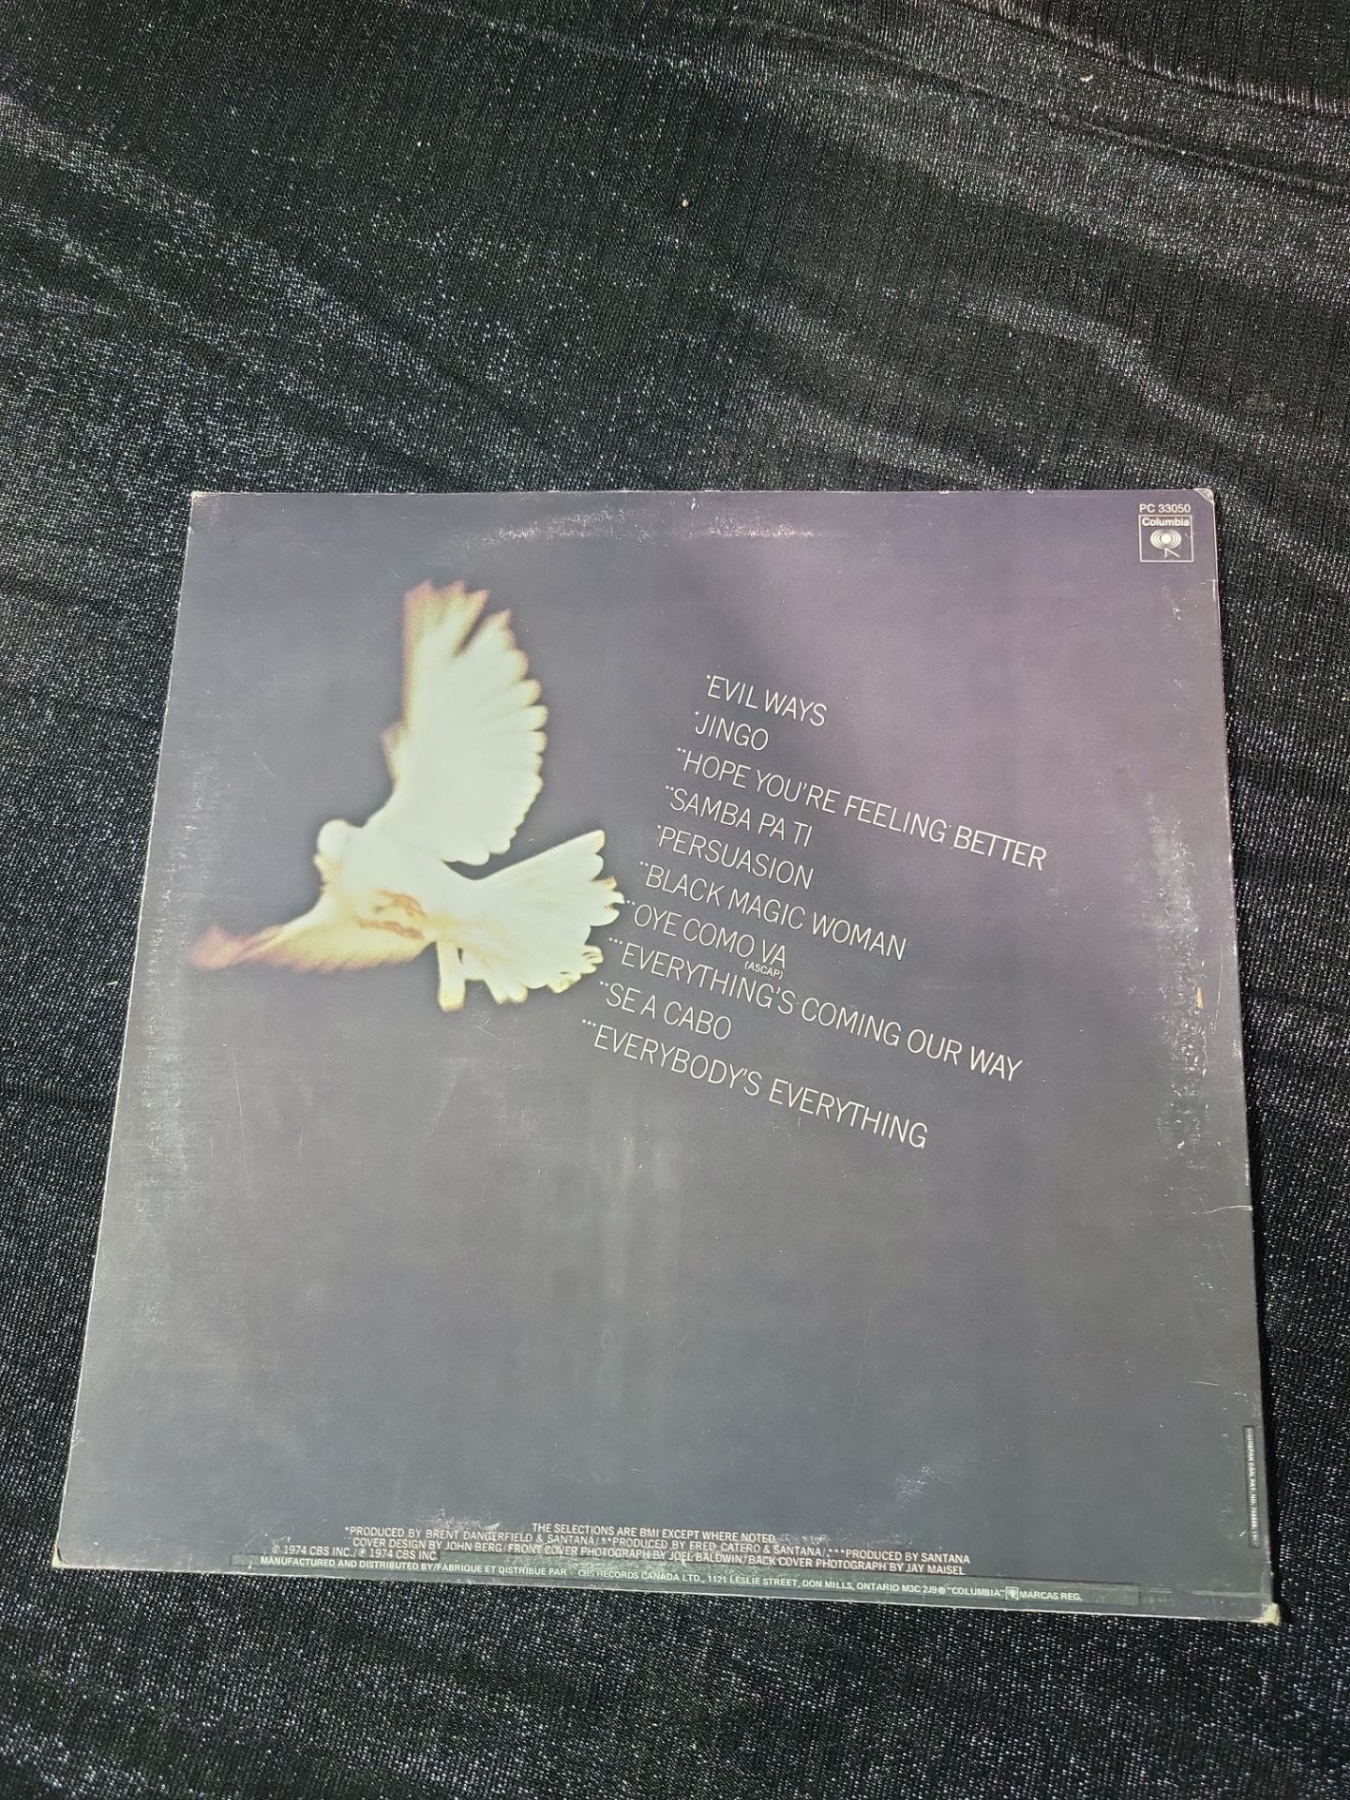 PC 33050
Columbia
*EVIL WAYS
*JINGO
**HOPE YOU'RE FEELING BETTER
**SAMBA PA TI
*PERSUASION
**BLACK MAGIC WOMAN
**OYE COMO VA
(ASCAP)
***EVERYTHING'S COMING OUR WAY
**SE A CABO
***EVERYBODY'S EVERYTHING
THE SELECTIONS ARE BMI EXCEPT WHERE NOTED
*PRODUCED BY BRENT DANGERFIELD & SANTANA/**PRODUCED BY FRED CATERO & SANTANA/***PRODUCED BY SANTANA
COVER DESIGN BY JOHN BERG/FRONT COVER PHOTOGRAPH BY JOEL BALDWIN/BACK COVER PHOTOGRAPH BY JAY MAISEL
© 1974 CBS INC./℗ 1974 CBS INC.
MANUFACTURED AND DISTRIBUTED BY/FABRIQUE ET DISTRIBUE PAR CBS RECORDS CANADA LTD., 1121 LESLIE STREET, DON MILLS, ONTARIO M3C 2J9 ® "COLUMBIA", MARCAS REG.